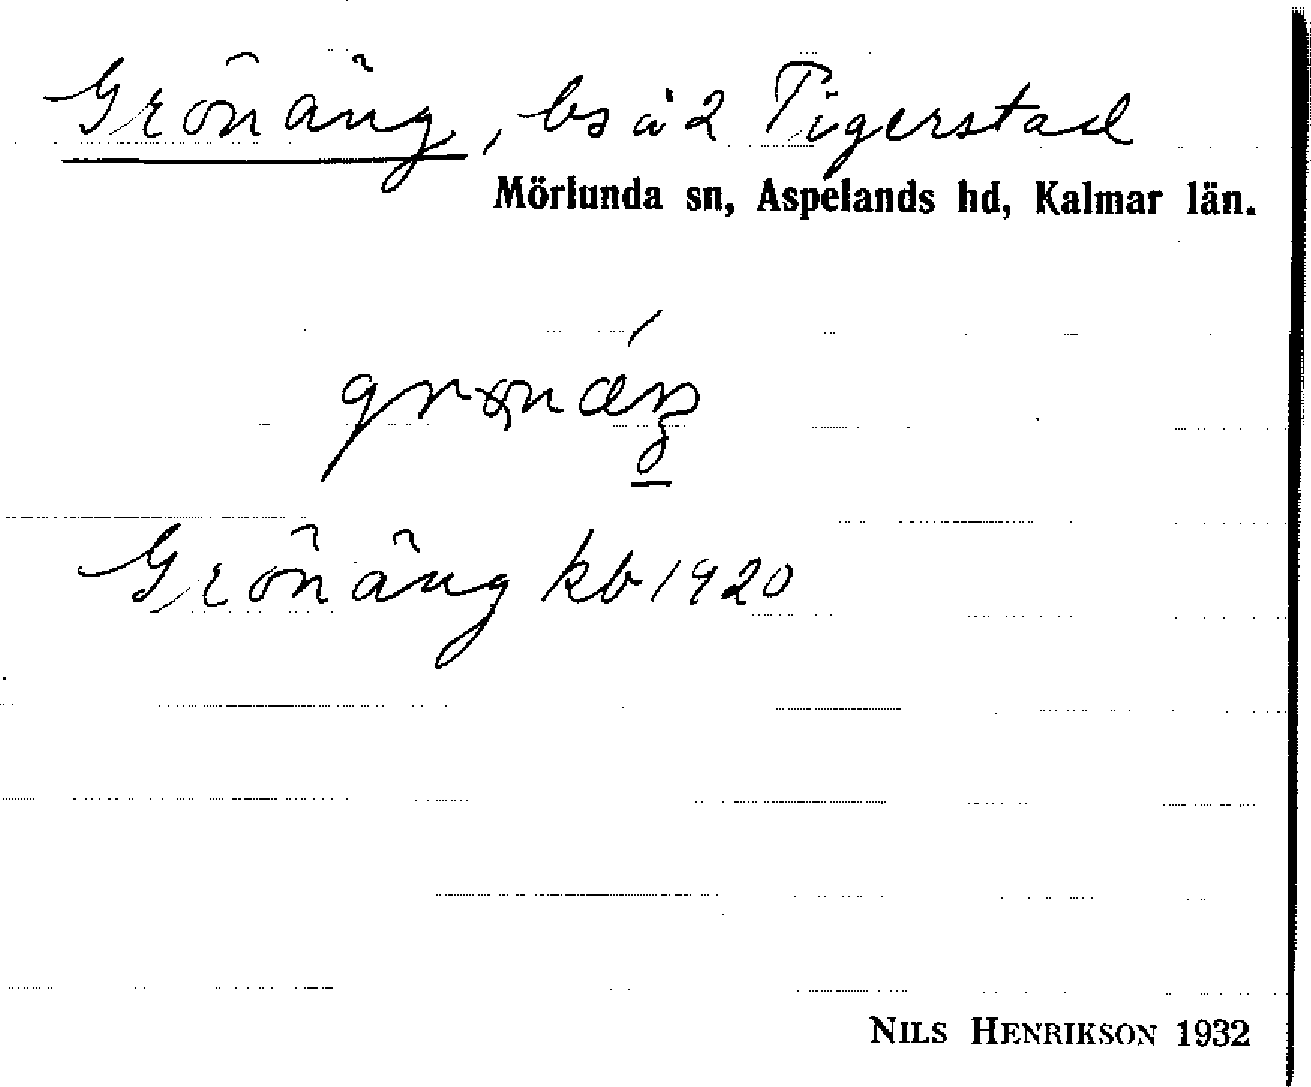 Grönäng, bs å 2 Tigerstad
Mörlunda sn, Aspelands hd, Kalmar län.
Grönäng kb 1920
NILS HENRIKSON 1932